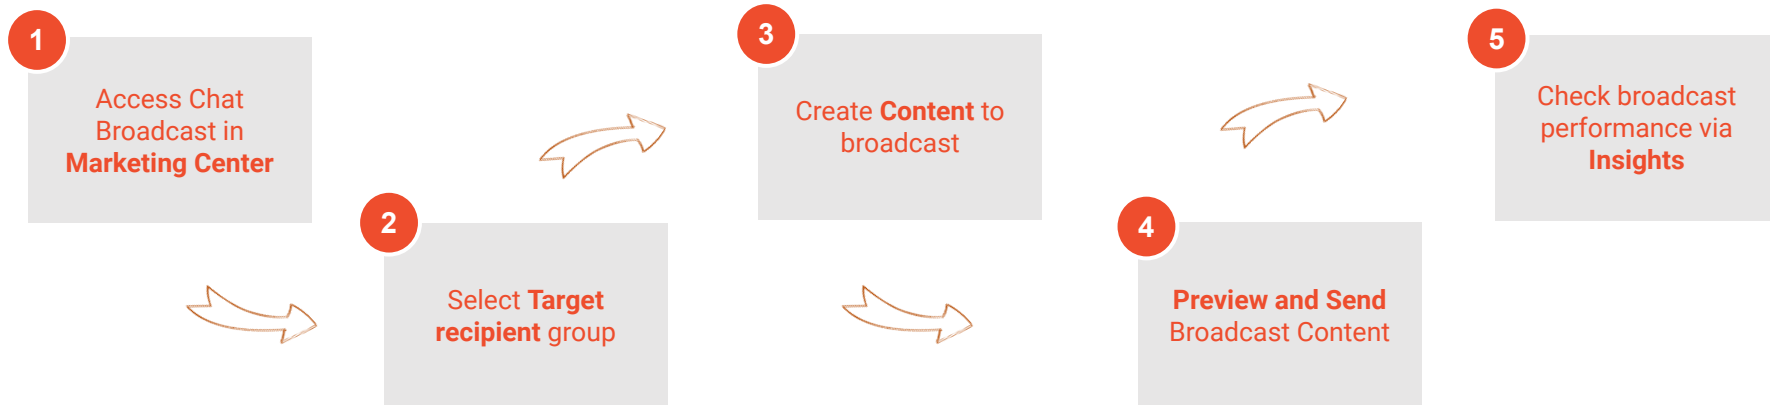 1
Access Chat
Broadcast in
Marketing Center
2
Select Target
recipient group
3
Create Content to
broadcast
4
Preview and Send
Broadcast Content
5
Check broadcast
performance via
Insights